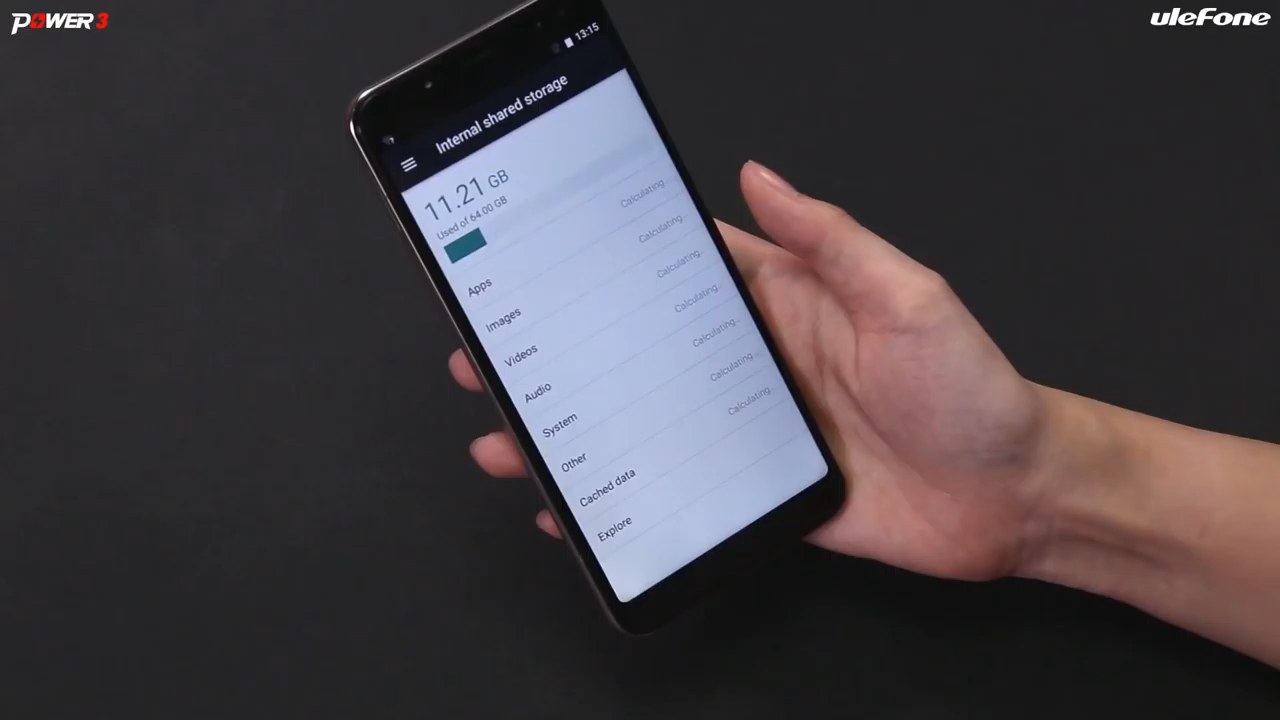 POWER 3
uleFone
13:15
Internal shared storage
11.21 GB
Used of 64.00 GB
Apps
Calculating...
Images
Calculating...
Videos
Calculating...
Audio
Calculating...
System
Calculating...
Other
Calculating...
Cached data
Calculating...
Explore